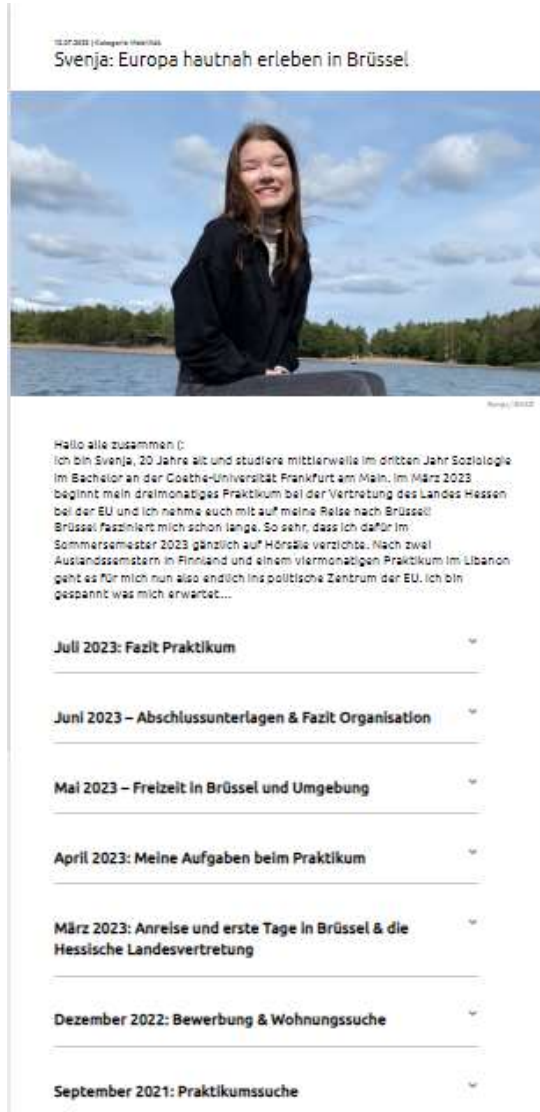 Kategorie Mobilität
Svenja: Europa hautnah erleben in Brüssel
Hallo alle zusammen (:
ich bin Svenja, 20 Jahre alt und studiere mittlerweile im dritten Jahr Soziologie
im Bachelor an der Goethe-Universität Frankfurt am Main. Im März 2023
beginnt mein dreimonatiges Praktikum bei der Vertretung des Landes Hessen
bei der EU und ich nehme euch mit auf meine Reise nach Brüssel!
Brüssel fasziniert mich schon lange. So sehr, dass ich dafür im
Sommersemester 2023 gänzlich auf Hörsäle verzichte. Nach zwei
Auslandssemstern in Finnland und einem viermonatigen Praktikum im Libanon
geht es für mich nun also endlich ins politische Zentrum der EU. Ich bin
gespannt was mich erwartet...
Juli 2023: Fazit Praktikum
Juni 2023 – Abschlussunterlagen & Fazit Organisation
Mai 2023 – Freizeit in Brüssel und Umgebung
April 2023: Meine Aufgaben beim Praktikum
März 2023: Anreise und erste Tage in Brüssel & die
Hessische Landesvertretung
Dezember 2022: Bewerbung & Wohnungssuche
September 2021: Praktikumssuche